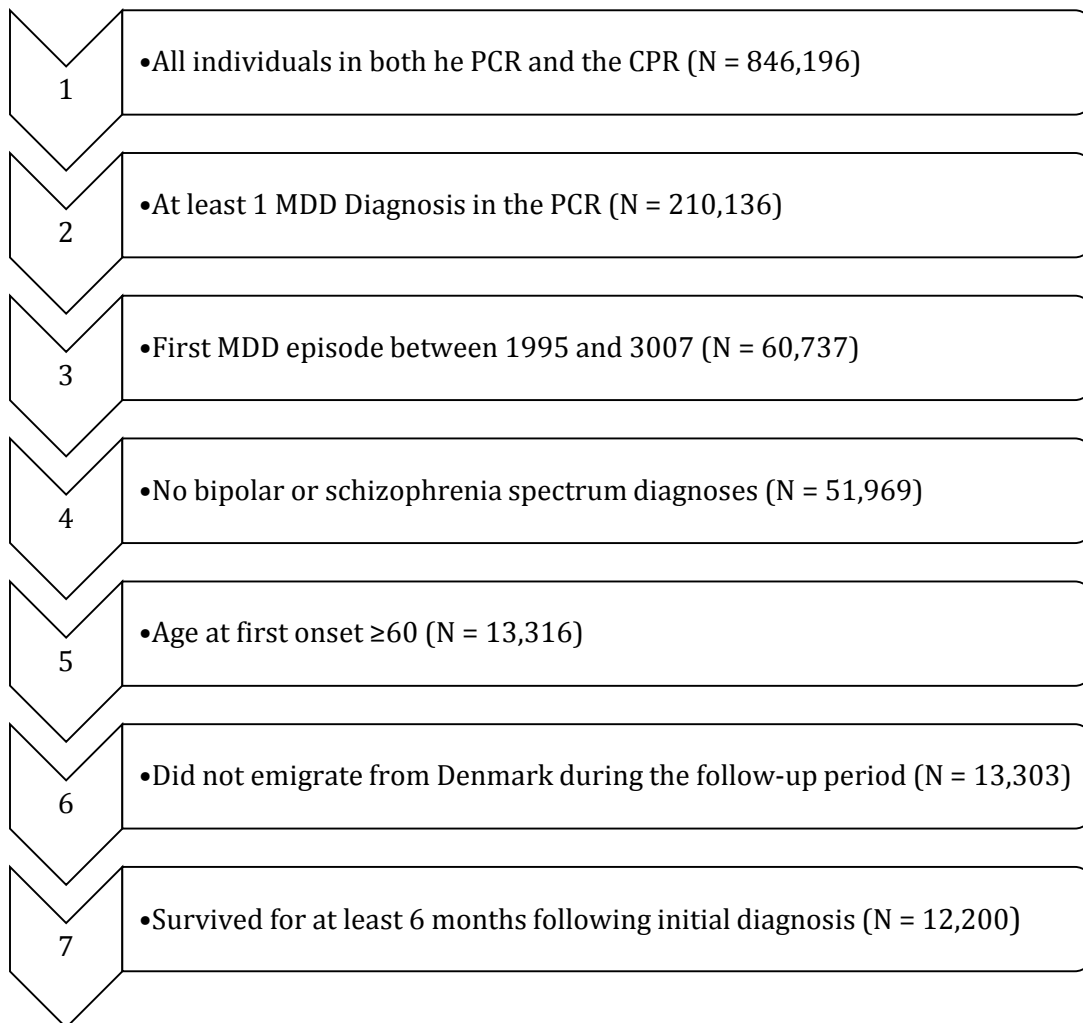 1
•All individuals in both he PCR and the CPR (N = 846,196)
2
•At least 1 MDD Diagnosis in the PCR (N = 210,136)
3
•First MDD episode between 1995 and 3007 (N = 60,737)
4
•No bipolar or schizophrenia spectrum diagnoses (N = 51,969)
5
•Age at first onset ≥60 (N = 13,316)
6
•Did not emigrate from Denmark during the follow-up period (N = 13,303)
7
•Survived for at least 6 months following initial diagnosis (N = 12,200)